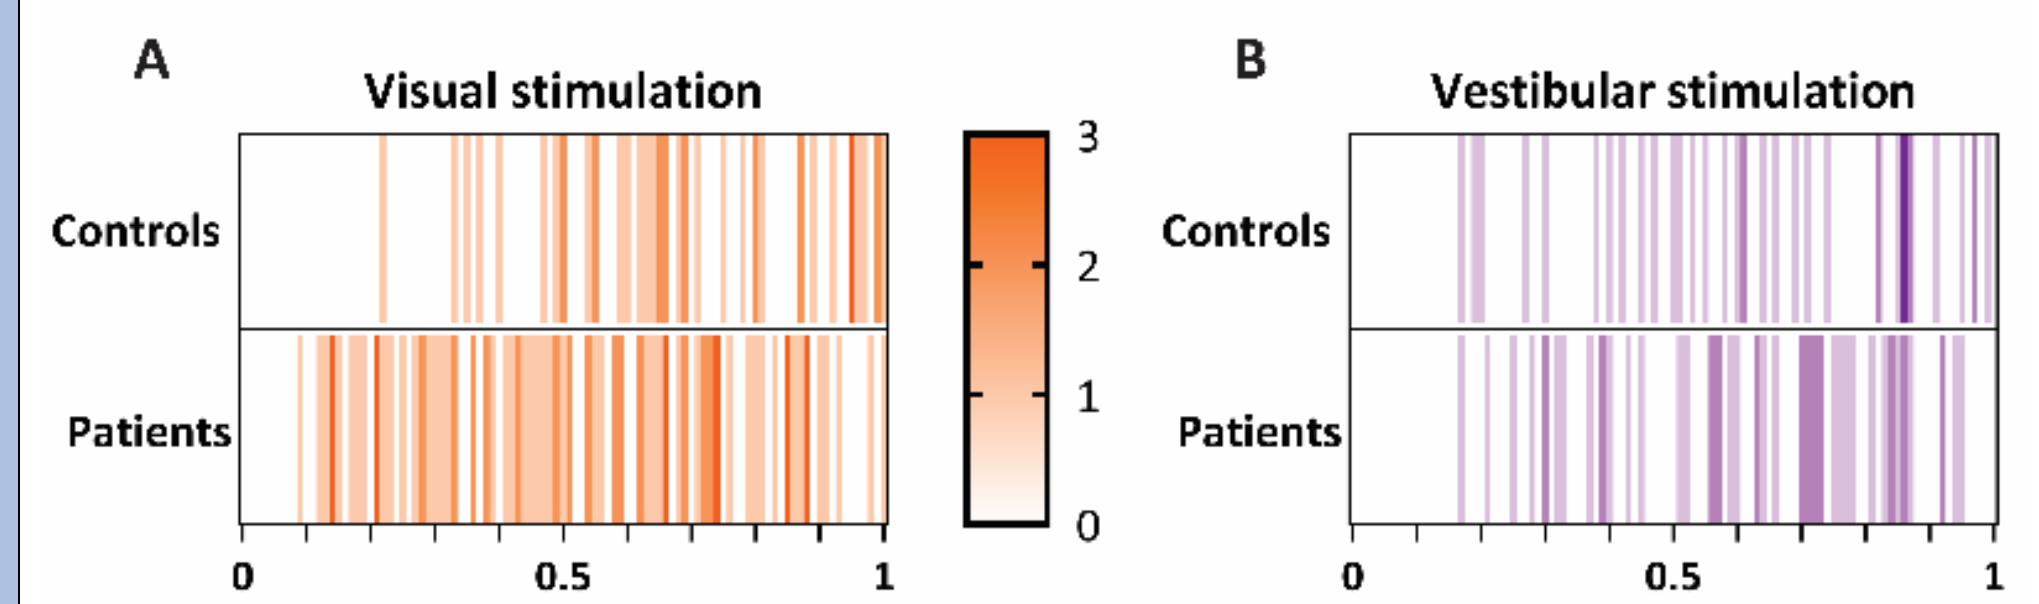 A
Visual stimulation
Controls
Patients
0 0.5 1
3
2
1
0
B
Vestibular stimulation
Controls
Patients
0 0.5 1